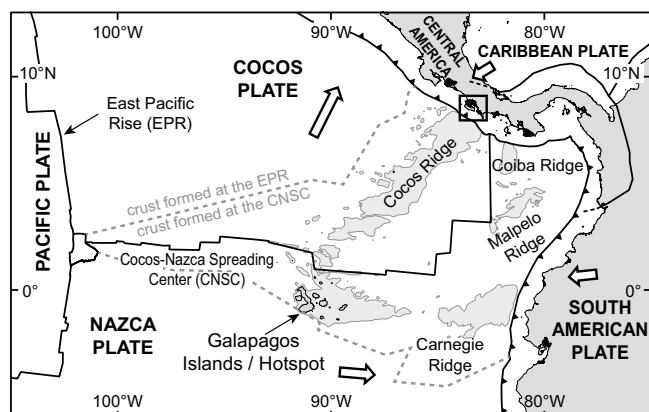 100°W
90°W
80°W
10°N
10°N
0°
0°
100°W
90°W
80°W
COCOS
PLATE
CENTRAL
AMERICA
CARIBBEAN PLATE
East Pacific
Rise (EPR)
PACIFIC PLATE
crust formed at the EPR
crust formed at the CNSC
Cocos Ridge
Coiba Ridge
Malpelo
Ridge
Cocos-Nazca Spreading
Center (CNSC)
NAZCA
PLATE
Galapagos
Islands / Hotspot
Carnegie
Ridge
SOUTH
AMERICAN
PLATE